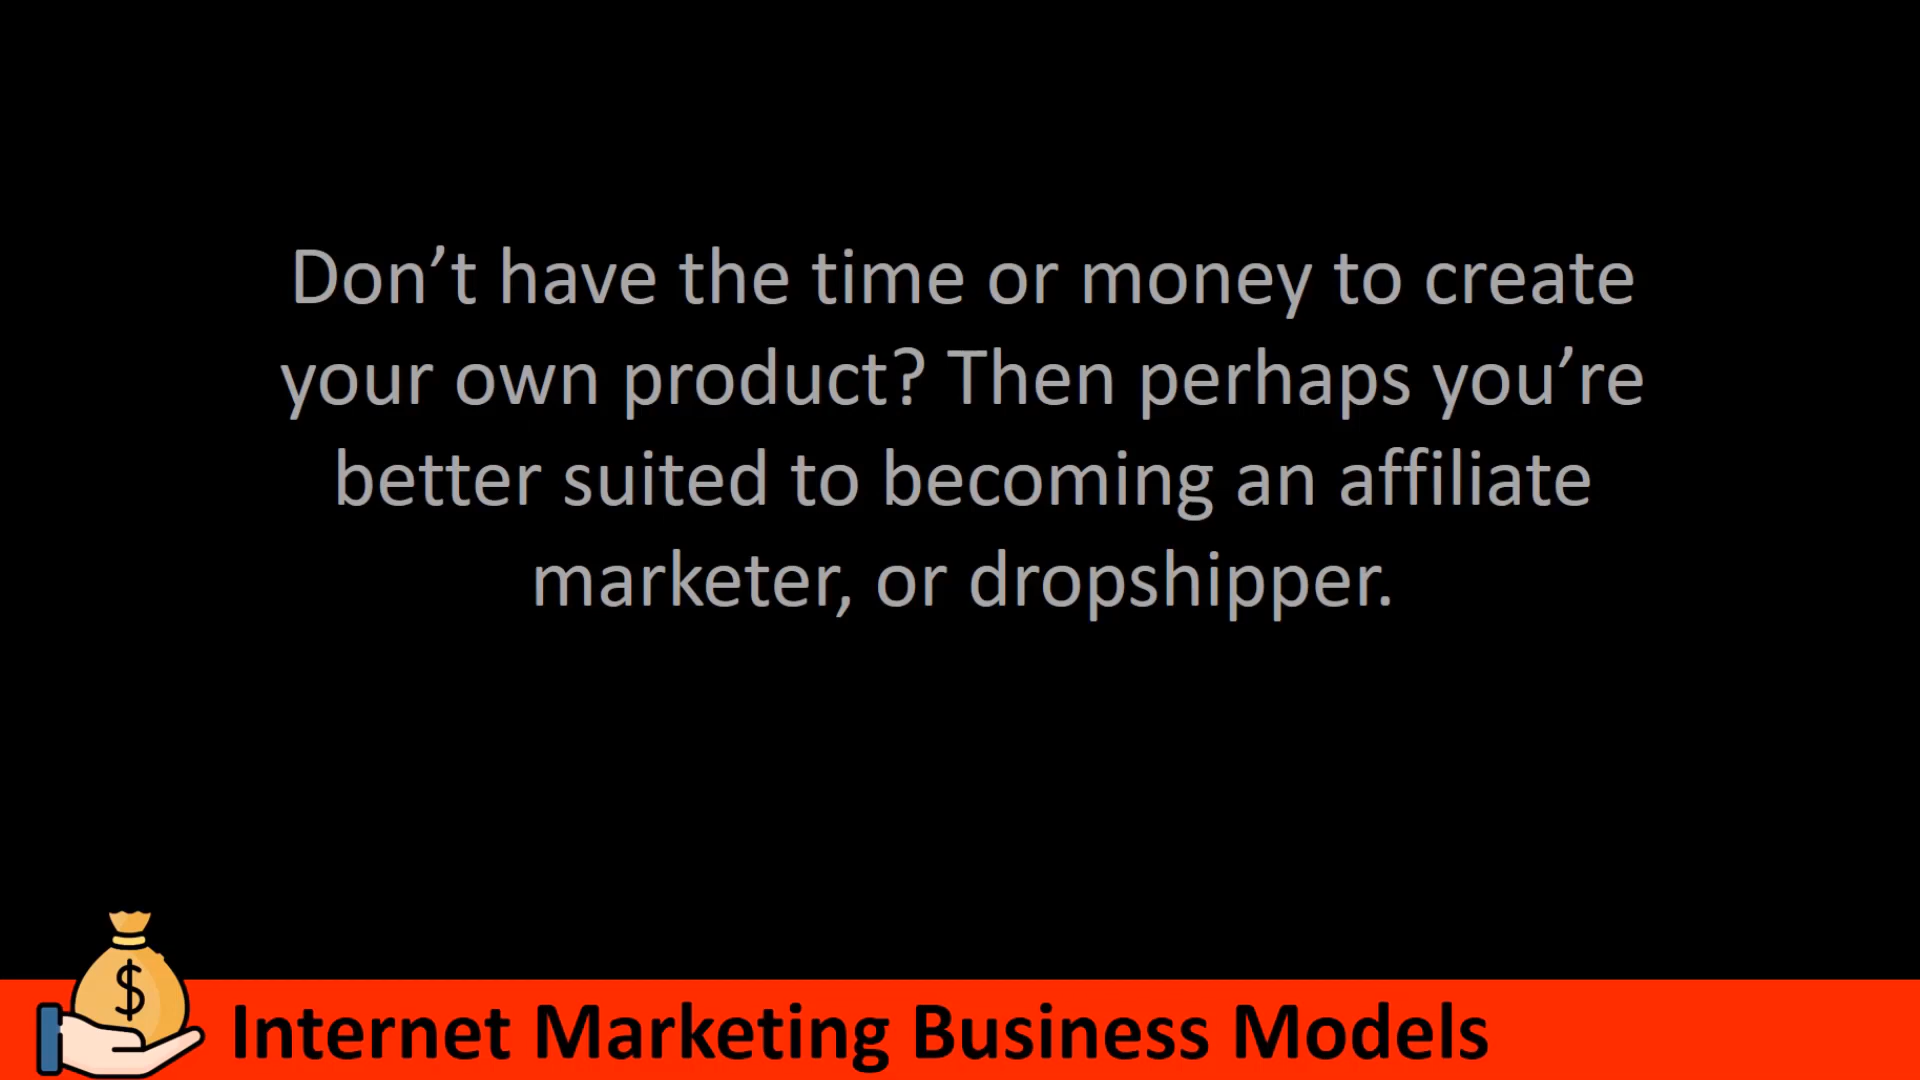 Don’t have the time or money to create
your own product? Then perhaps you’re
better suited to becoming an affiliate
marketer, or dropshipper.
$
Internet Marketing Business Models